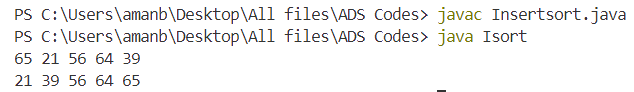 PS C:\Users\amanb\Desktop\All files\ADS Codes> javac Insertsort.java
PS C:\Users\amanb\Desktop\All files\ADS Codes> java Isort
65 21 56 64 39
21 39 56 64 65